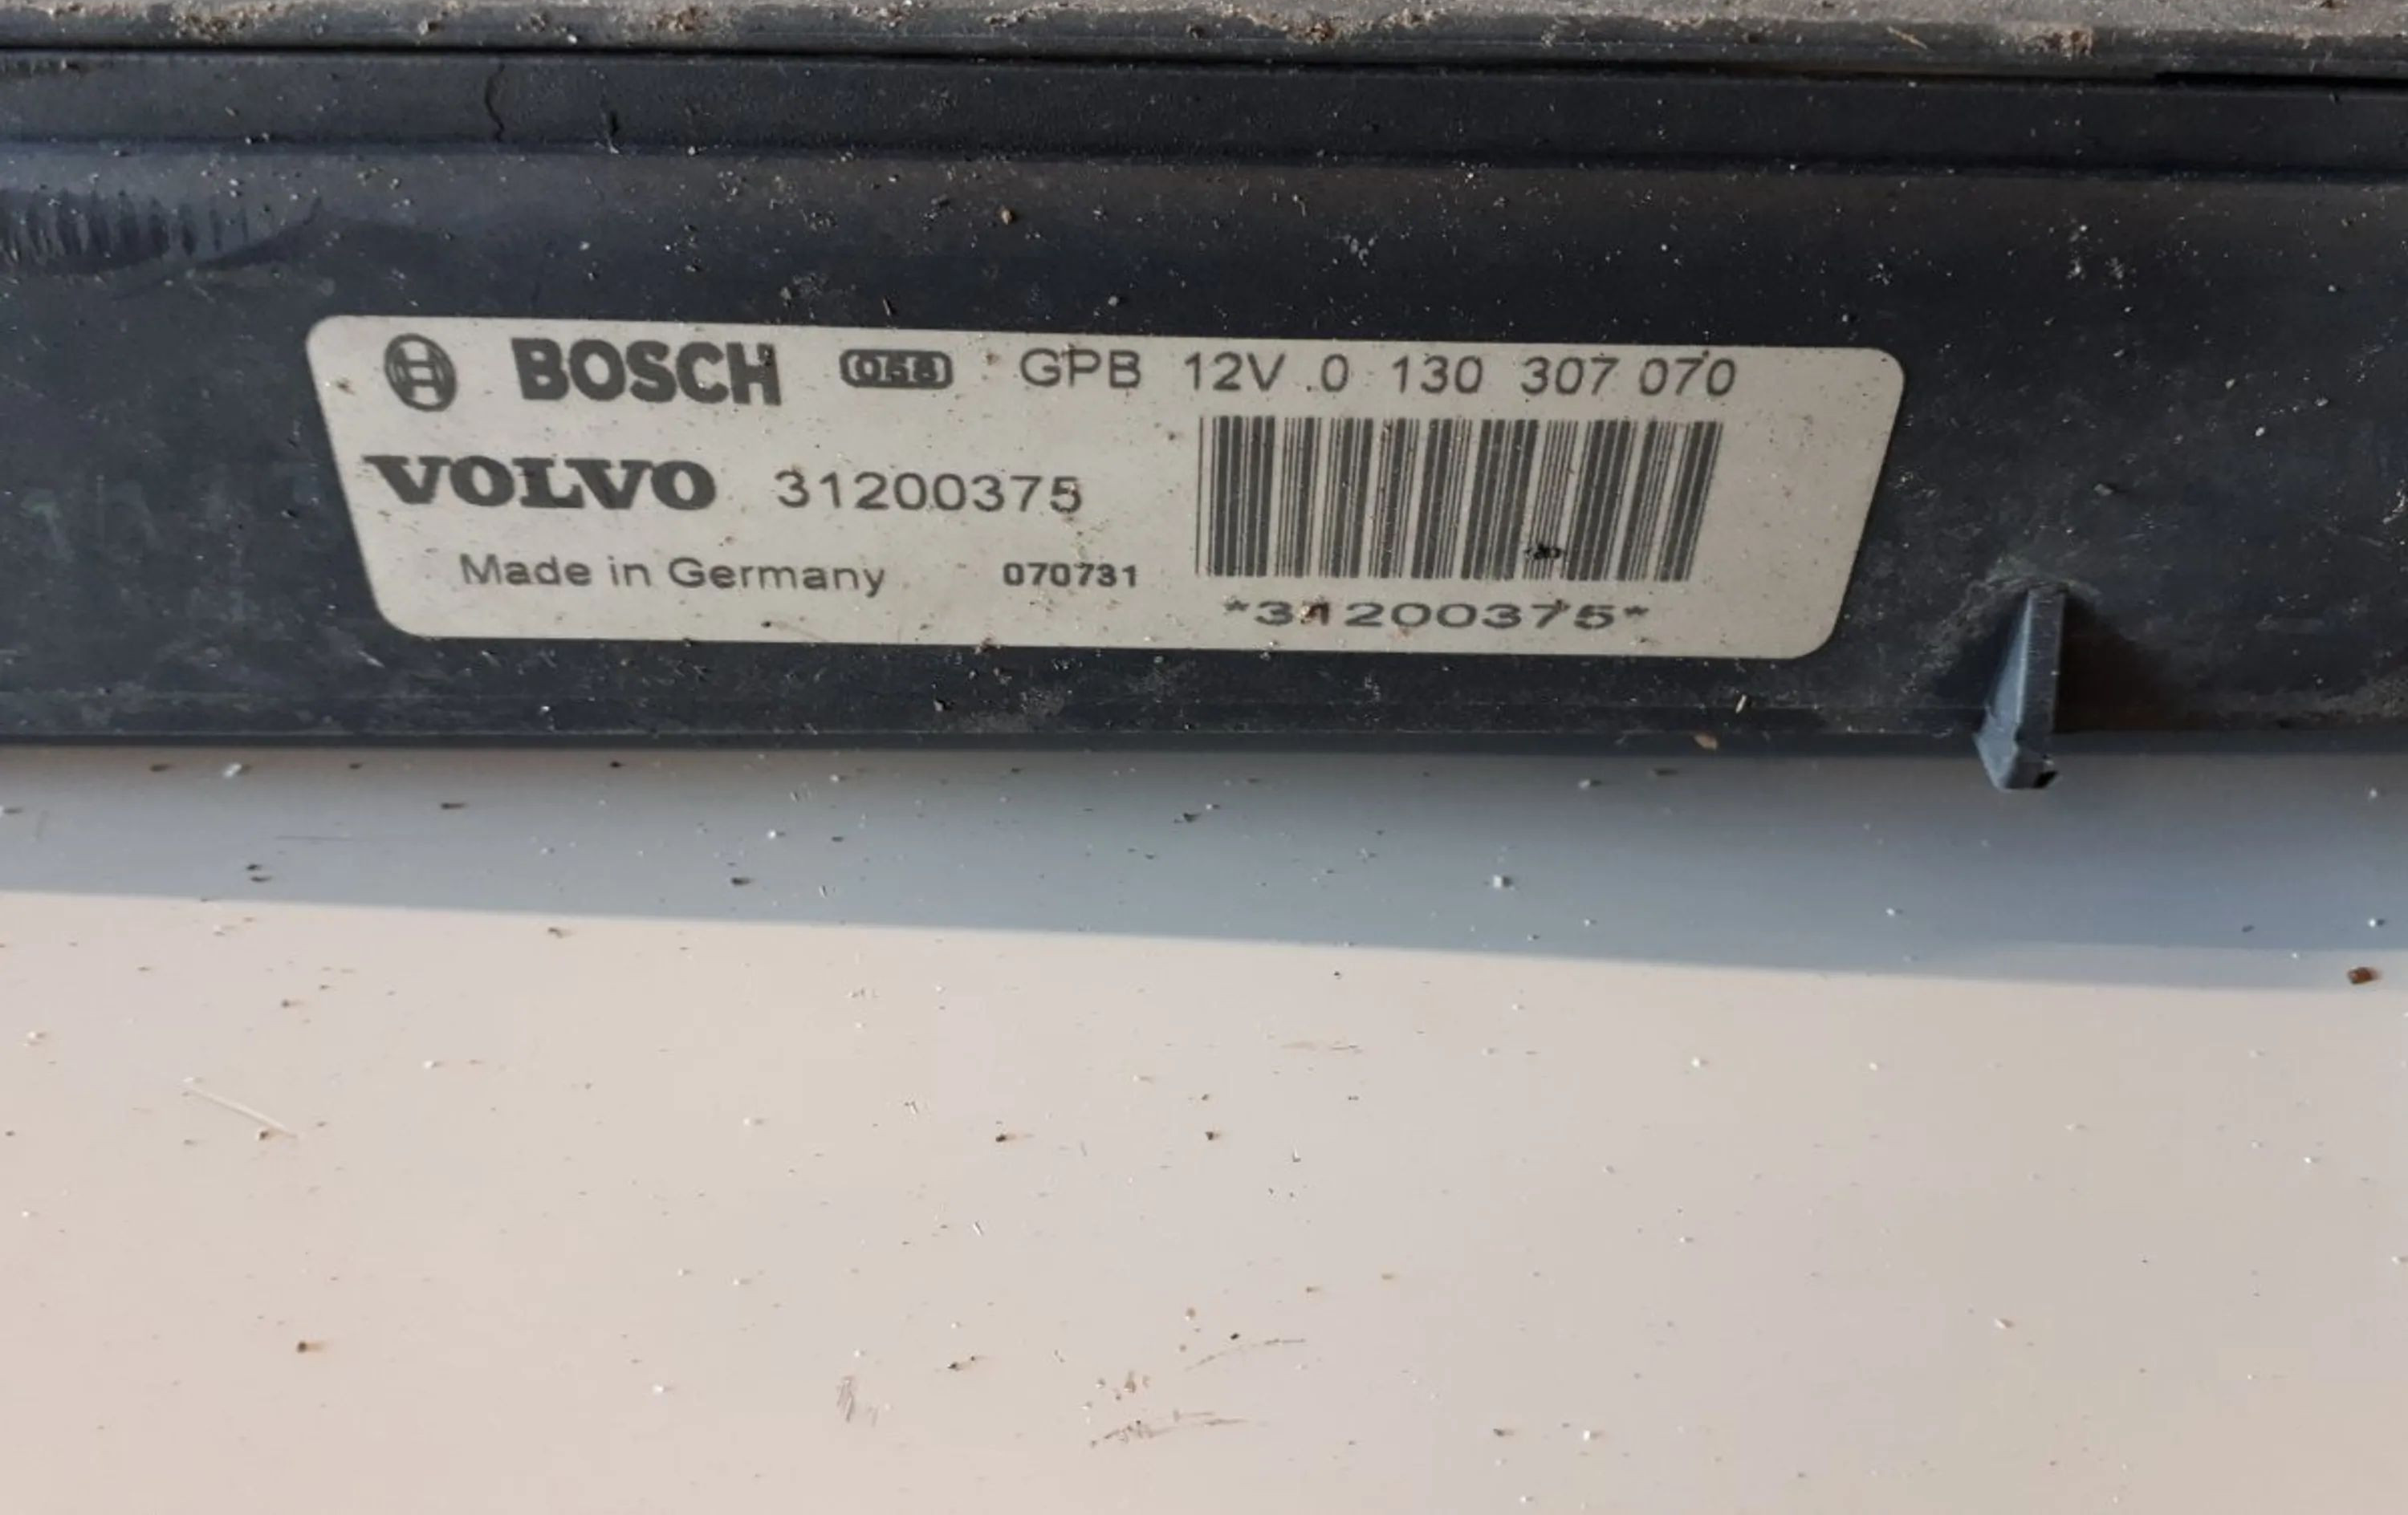 BOSCH 058 GPB 12V 0 130 307 070
VOLVO 31200375
Made in Germany 070731
*31200375*